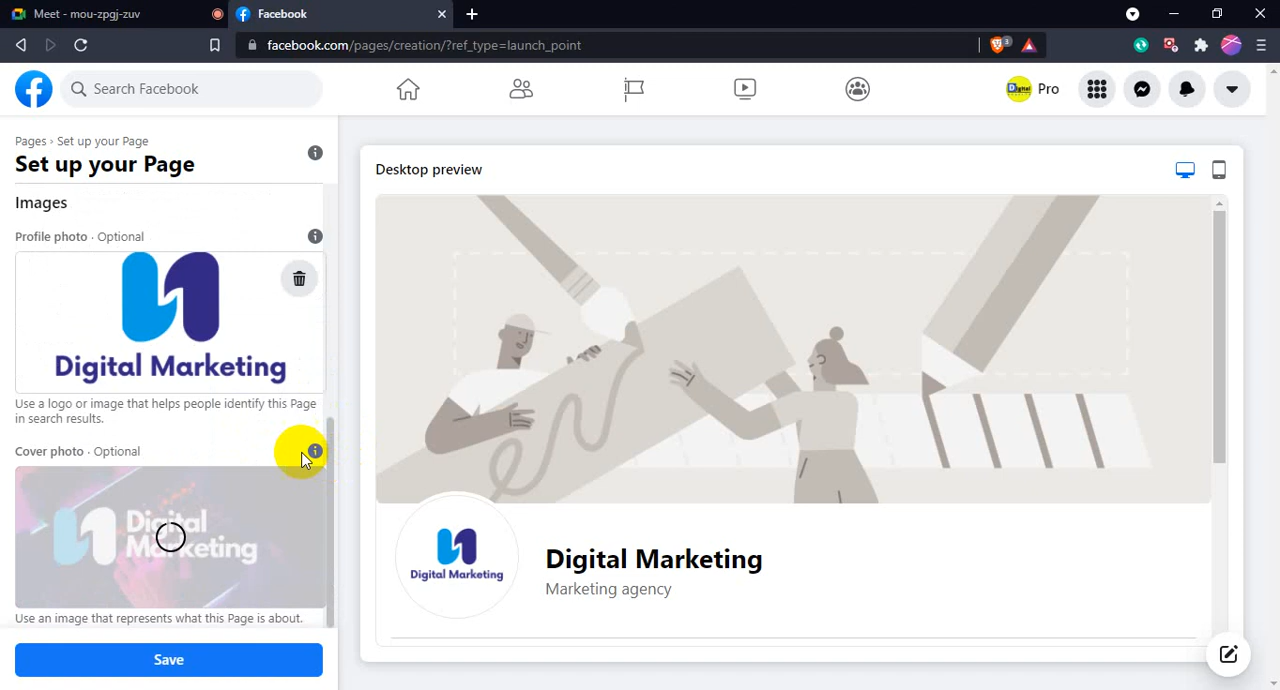 Meet - mou-zpgj-zuv
Facebook
facebook.com/pages/creation/?ref_type=launch_point
3
Search Facebook
Digital
Pro
Pages › Set up your Page
Set up your Page
Images
Profile photo · Optional
Digital Marketing
Use a logo or image that helps people identify this Page
in search results.
Cover photo · Optional
Digital
Marketing
Use an image that represents what this Page is about.
Save
Desktop preview
Digital Marketing
Digital Marketing
Marketing agency